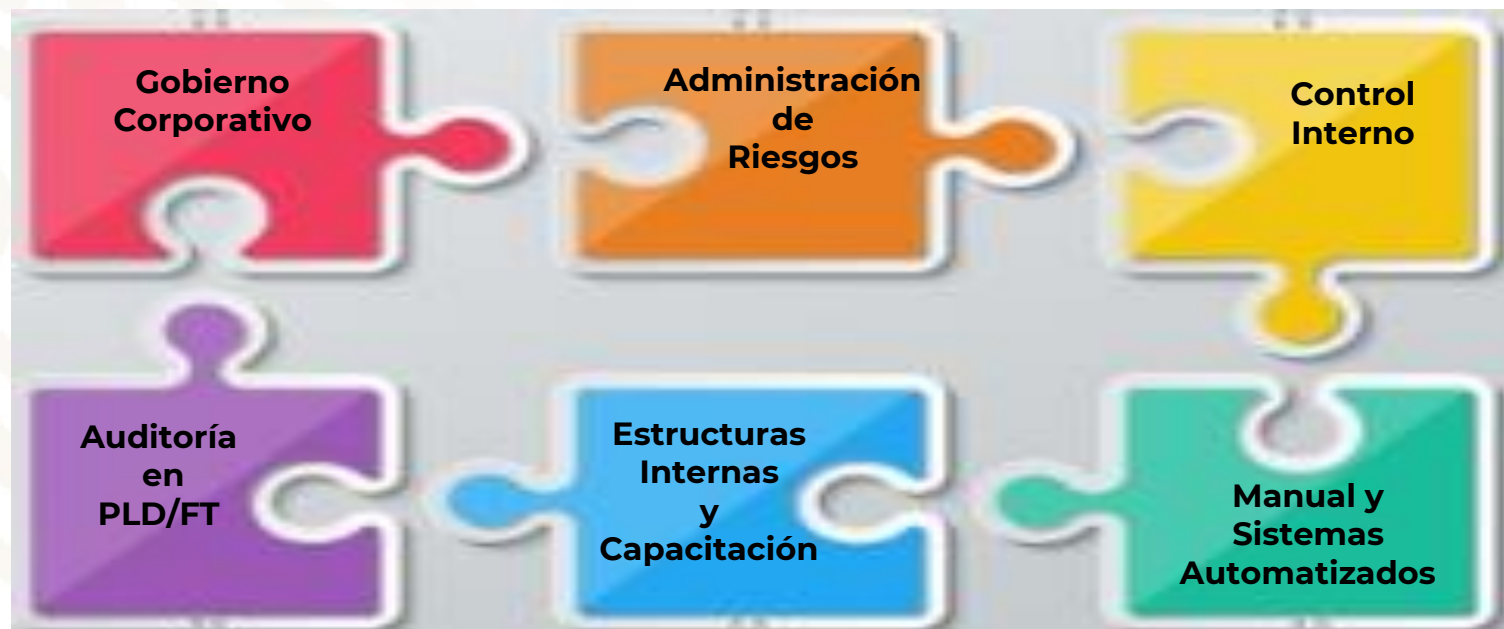 Gobierno
Corporativo
Administración
de
Riesgos
Control
Interno
Auditoría
en
PLD/FT
Estructuras
Internas
y
Capacitación
Manual y
Sistemas
Automatizados